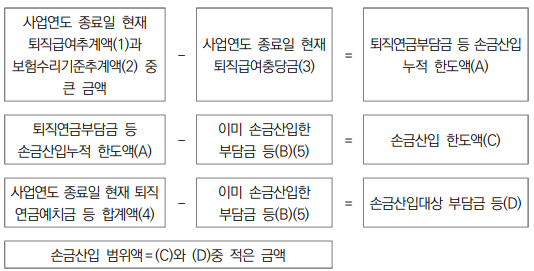 사업연도 종료일 현재
퇴직급여추계액(1)과
보험수리기준추계액(2) 중
큰 금액
-
사업연도 종료일 현재
퇴직급여충당금(3)
=
퇴직연금부담금 등 손금산입
누적 한도액(A)
퇴직연금부담금 등
손금산입누적 한도액(A)
-
이미 손금산입한
부담금 등(B)(5)
=
손금산입 한도액(C)
사업연도 종료일 현재 퇴직
연금예치금 등 합계액(4)
-
이미 손금산입한
부담금 등(B)(5)
=
손금산입대상 부담금 등(D)
손금산입 범위액=(C)와 (D)중 적은 금액